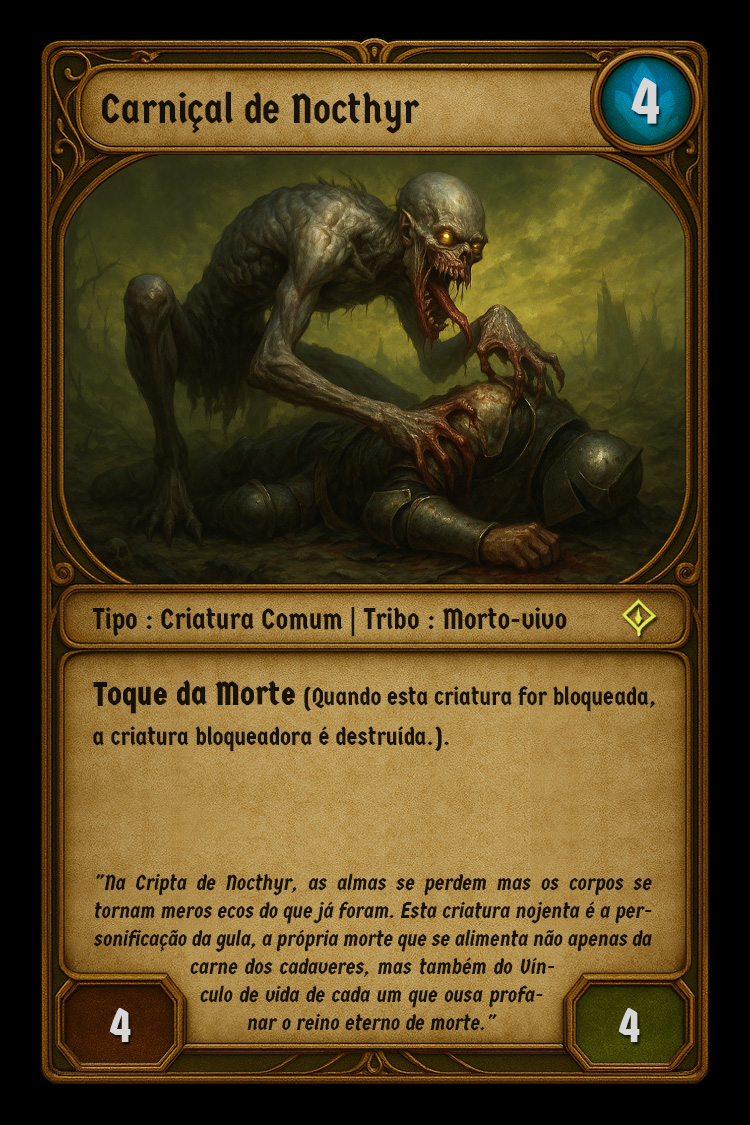 Carniçal de Nocthyr
4
Tipo : Criatura Comum | Tribo : Morto-vivo
Toque da Morte (Quando esta criatura for bloqueada,
a criatura bloqueadora é destruída.).
"Na Cripta de Nocthyr, as almas se perdem mas os corpos se
tornam meros ecos do que já foram. Esta criatura nojenta é a per-
sonificação da gula, a própria morte que se alimenta não apenas da
carne dos cadaveres, mas também do Vín-
culo de vida de cada um que ousa profa-
nar o reino eterno de morte."
4
4